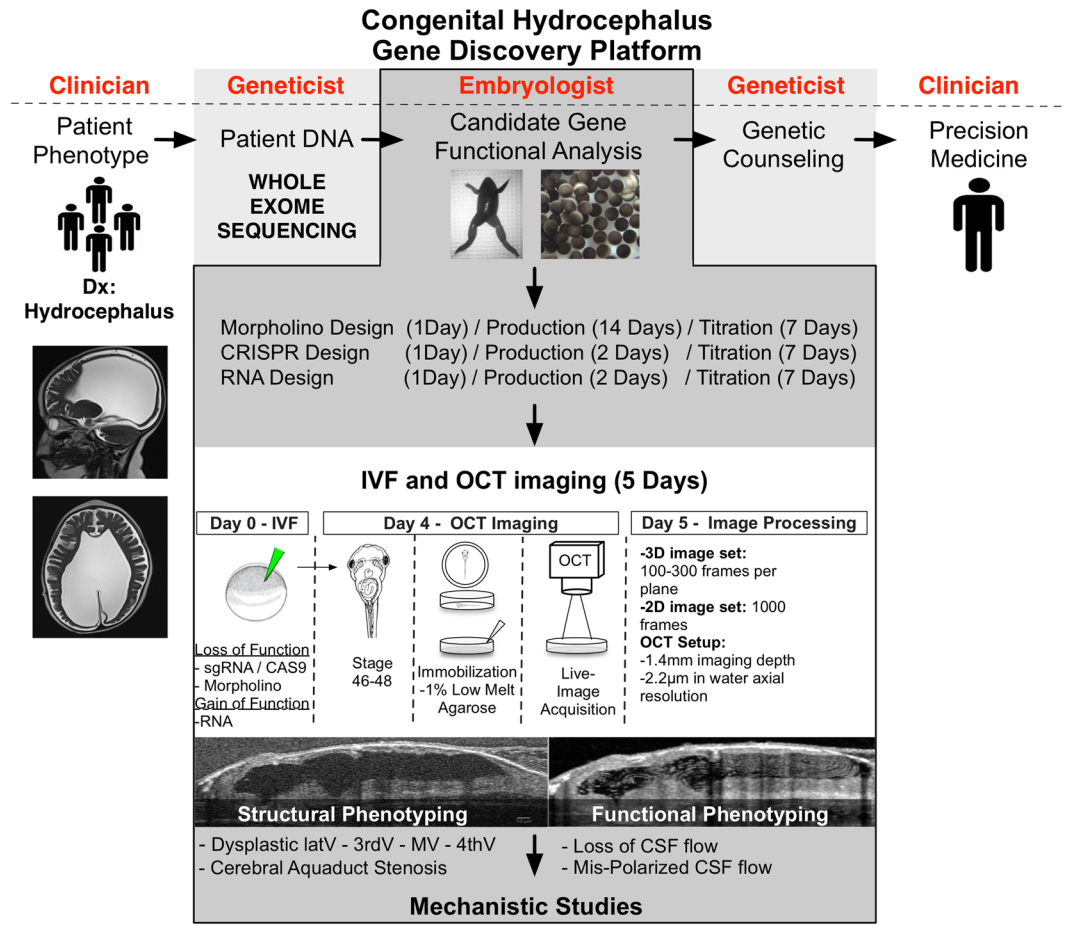 Congenital Hydrocephalus
Gene Discovery Platform
Clinician
Geneticist
Embryologist
Geneticist
Clinician
Patient
Phenotype
Patient DNA
Candidate Gene
Functional Analysis
Genetic
Counseling
Precision
Medicine
WHOLE
EXOME
SEQUENCING
Dx:
Hydrocephalus
Morpholino Design (1Day) / Production (14 Days) / Titration (7 Days)
CRISPR Design (1Day) / Production (2 Days) / Titration (7 Days)
RNA Design (1Day) / Production (2 Days) / Titration (7 Days)
IVF and OCT imaging (5 Days)
Day 0 - IVF
Day 4 - OCT Imaging
Day 5 - Image Processing
Loss of Function
- sgRNA / CAS9
- Morpholino
Gain of Function
-RNA
Stage
46-48
Immobilization
-1% Low Melt
Agarose
OCT
Live-
Image
Acquisition
-3D image set:
100-300 frames per
plane
-2D image set: 1000
frames
OCT Setup:
-1.4mm imaging depth
-2.2µm in water axial
resolution
Structural Phenotyping
Functional Phenotyping
- Dysplastic latV - 3rdV - MV - 4thV
- Cerebral Aquaduct Stenosis
- Loss of CSF flow
- Mis-Polarized CSF flow
Mechanistic Studies